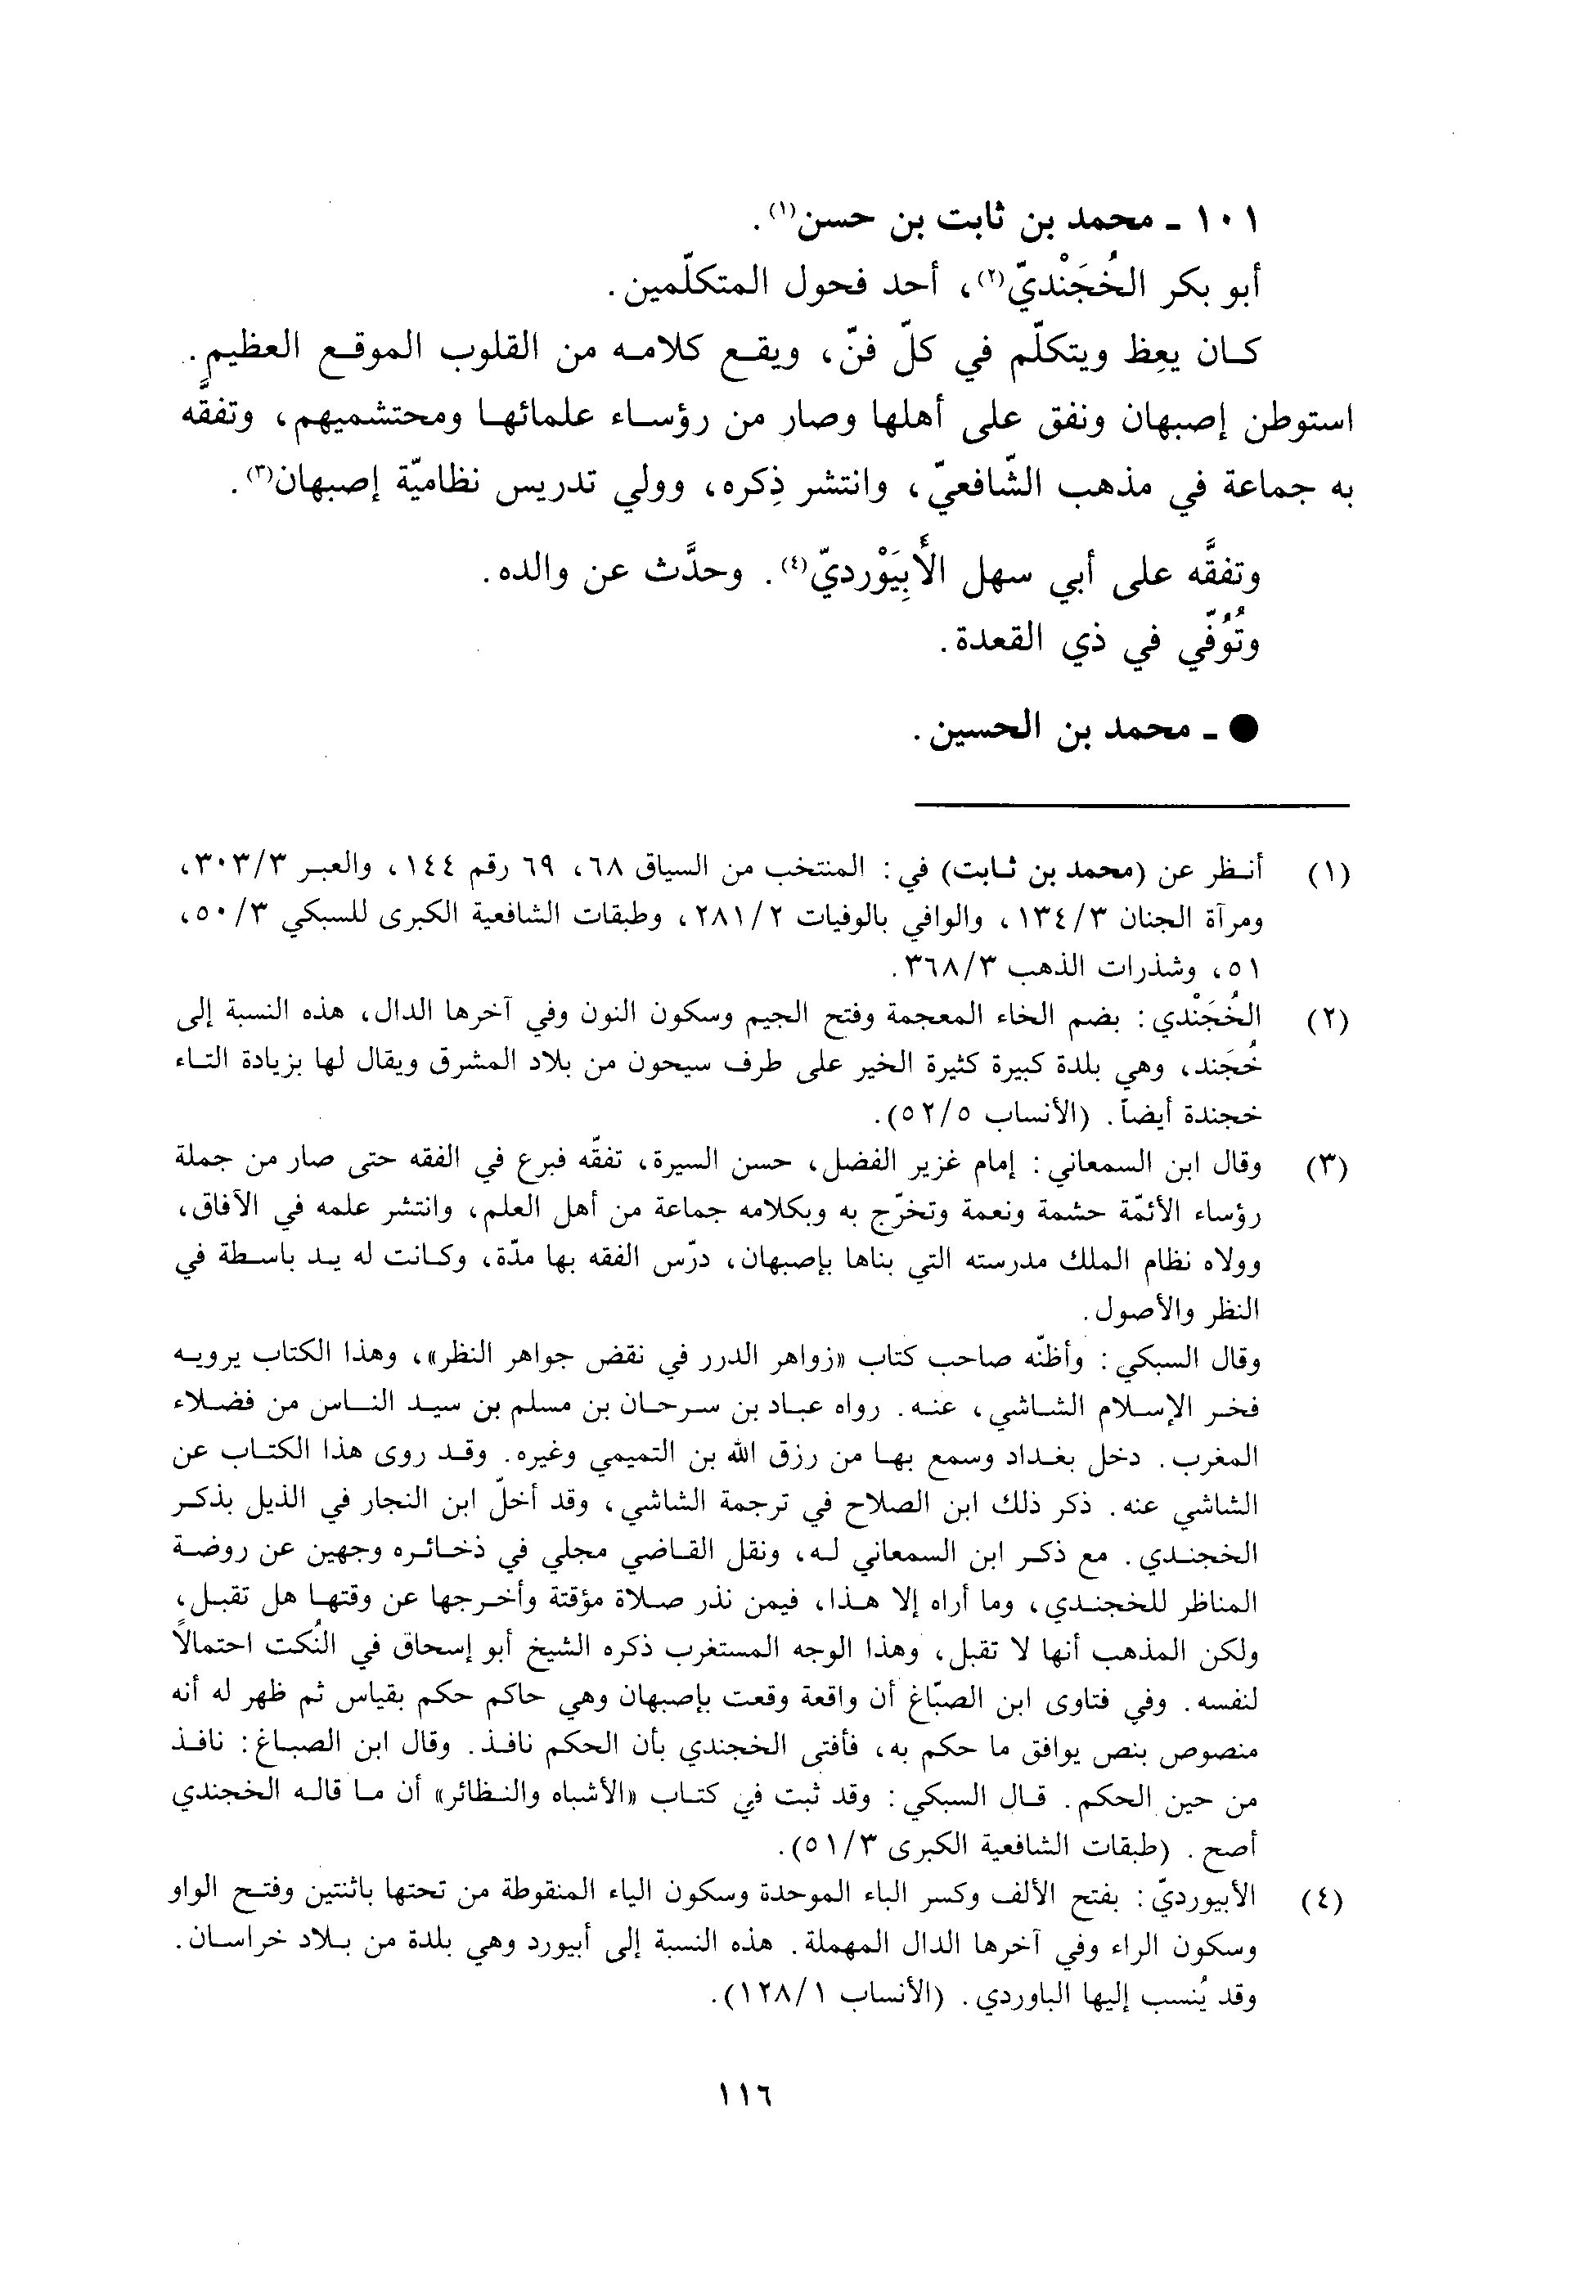 ١٠١ ـ محمد بن ثابت بن حسن(١).
أبو بكر الخُجَنْديّ(٢)، أحد فحول المتكلّمين.
كان يعِظ ويتكلّم في كلّ فنّ، ويقع كلامه من القلوب الموقع العظيم.
استوطن إصبهان ونفق على أهلها وصار من رؤساء علمائها ومحتشميهم، وتفقَّه
به جماعة في مذهب الشّافعيّ، وانتشر ذِكره، وولي تدريس نظاميّة إصبهان(٣).
وتفقَّه على أبي سهل الأَبِيَوْرديّ(٤). وحدَّث عن والده.
وتُوُفّي في ذي القعدة.
● ـ محمد بن الحسين.
(١) أنظر عن (محمد بن ثابت) في: المنتخب من السياق ٦٨، ٦٩ رقم ١٤٤، والعبر ٣٠٣/٣،
ومرآة الجنان ١٣٤/٣، والوافي بالوفيات ٢٨١/٢، وطبقات الشافعية الكبرى للسبكي ٥٠/٣،
٥١، وشذرات الذهب ٣٦٨/٣.
(٢) الخُجَنْدي: بضم الخاء المعجمة وفتح الجيم وسكون النون وفي آخرها الدال، هذه النسبة إلى
خُجَند، وهي بلدة كبيرة كثيرة الخير على طرف سيحون من بلاد المشرق ويقال لها بزيادة التاء
خجندة أيضاً. (الأنساب ٥٢/٥).
(٣) وقال ابن السمعاني: إمام غزير الفضل، حسن السيرة، تفقّه فبرع في الفقه حتى صار من جملة
رؤساء الأئمّة حشمة ونعمة وتخرّج به وبكلامه جماعة من أهل العلم، وانتشر علمه في الآفاق،
وولاه نظام الملك مدرسته التي بناها بإصبهان، درّس الفقه بها مدّة، وكانت له يد باسطة في
النظر والأصول.
وقال السبكي: وأظنّه صاحب كتاب «زواهر الدرر في نقض جواهر النظر»، وهذا الكتاب يرويه
فخر الإسلام الشاشي، عنه. رواه عباد بن سرحان بن مسلم بن سيد الناس من فضلاء
المغرب. دخل بغداد وسمع بها من رزق الله بن التميمي وغيره. وقد روى هذا الكتاب عن
الشاشي عنه. ذكر ذلك ابن الصلاح في ترجمة الشاشي، وقد أخلّ ابن النجار في الذيل بذكر
الخجندي. مع ذكر ابن السمعاني له، ونقل القاضي مجلي في ذخائره وجهين عن روضة
المناظر للخجندي، وما أراه إلا هذا، فيمن نذر صلاة مؤقتة وأخرجها عن وقتها هل تقبل،
ولكن المذهب أنها لا تقبل، وهذا الوجه المستغرب ذكره الشيخ أبو إسحاق في النُكت احتمالاً
لنفسه. وفي فتاوى ابن الصبّاغ أن واقعة وقعت بإصبهان وهي حاكم حكم بقياس ثم ظهر له أنه
منصوص بنص يوافق ما حكم به، فأفتى الخجندي بأن الحكم نافذ. وقال ابن الصباغ: نافذ
من حين الحكم. قال السبكي: وقد ثبت في كتاب «الأشباه والنظائر» أن ما قاله الخجندي
أصح. (طبقات الشافعية الكبرى ٥١/٣).
(٤) الأبيورديّ: بفتح الألف وكسر الباء الموحدة وسكون الياء المنقوطة من تحتها باثنتين وفتح الواو
وسكون الراء وفي آخرها الدال المهملة. هذه النسبة إلى أبيورد وهي بلدة من بلاد خراسان.
وقد يُنسب إليها الباوردي. (الأنساب ١٢٨/١).
١١٦